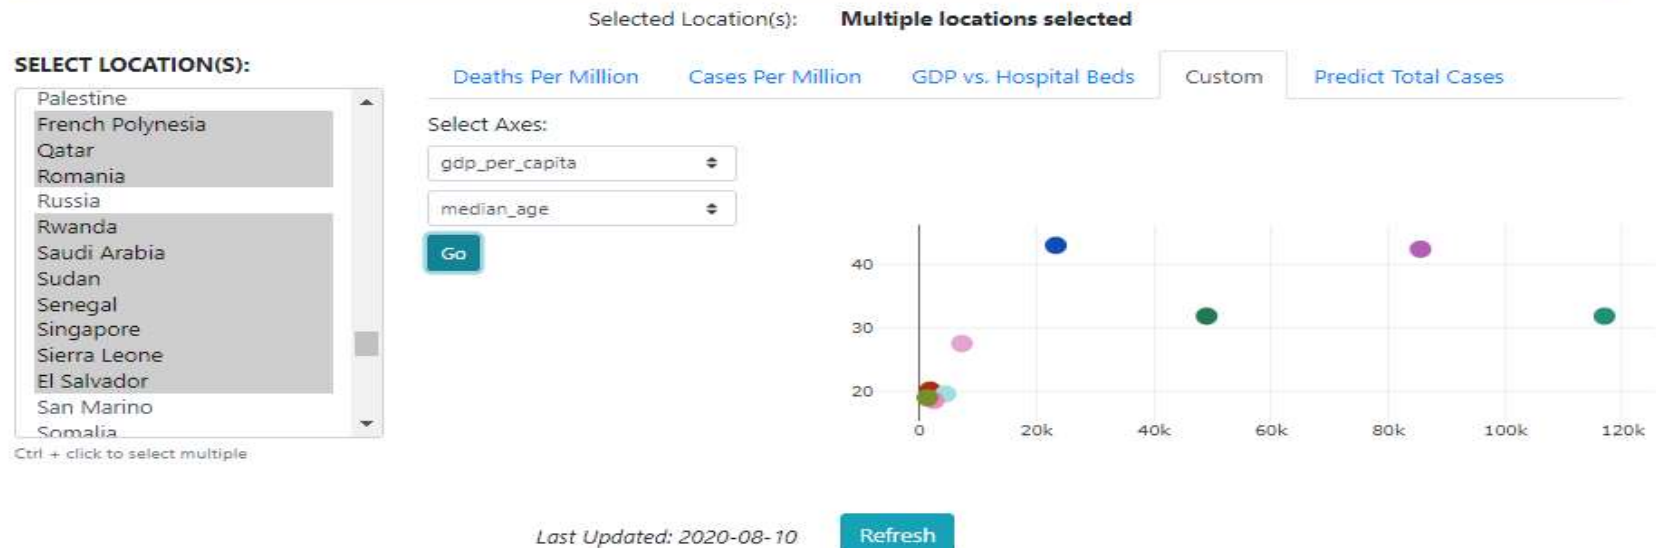 Selected Location(s): Multiple locations selected
SELECT LOCATION(S):
Palestine
French Polynesia
Qatar
Romania
Russia
Rwanda
Saudi Arabia
Sudan
Senegal
Singapore
Sierra Leone
El Salvador
San Marino
Somalia
Ctrl + click to select multiple
Deaths Per Million Cases Per Million GDP vs. Hospital Beds Custom Predict Total Cases
Select Axes:
gdp_per_capita
median_age
Go
40
30
20
0 20k 40k 60k 80k 100k 120k
Last Updated: 2020-08-10 Refresh